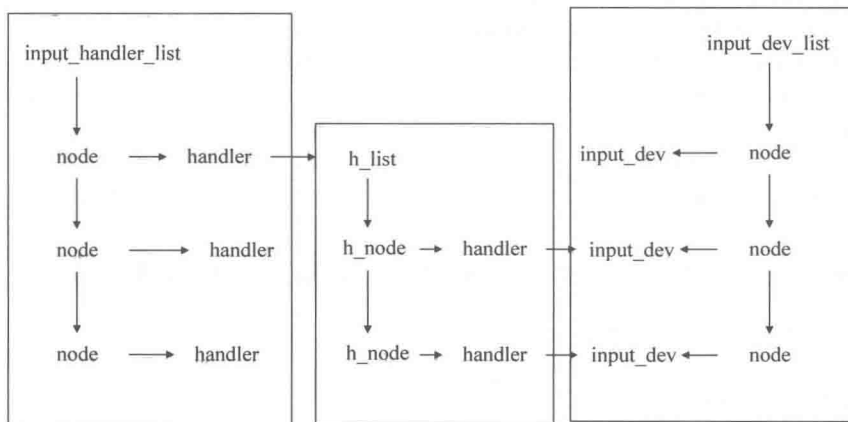 input_handler_list
node
handler
node
handler
node
handler
h_list
h_node
handler
h_node
handler
input_dev_list
input_dev
node
input_dev
node
input_dev
node